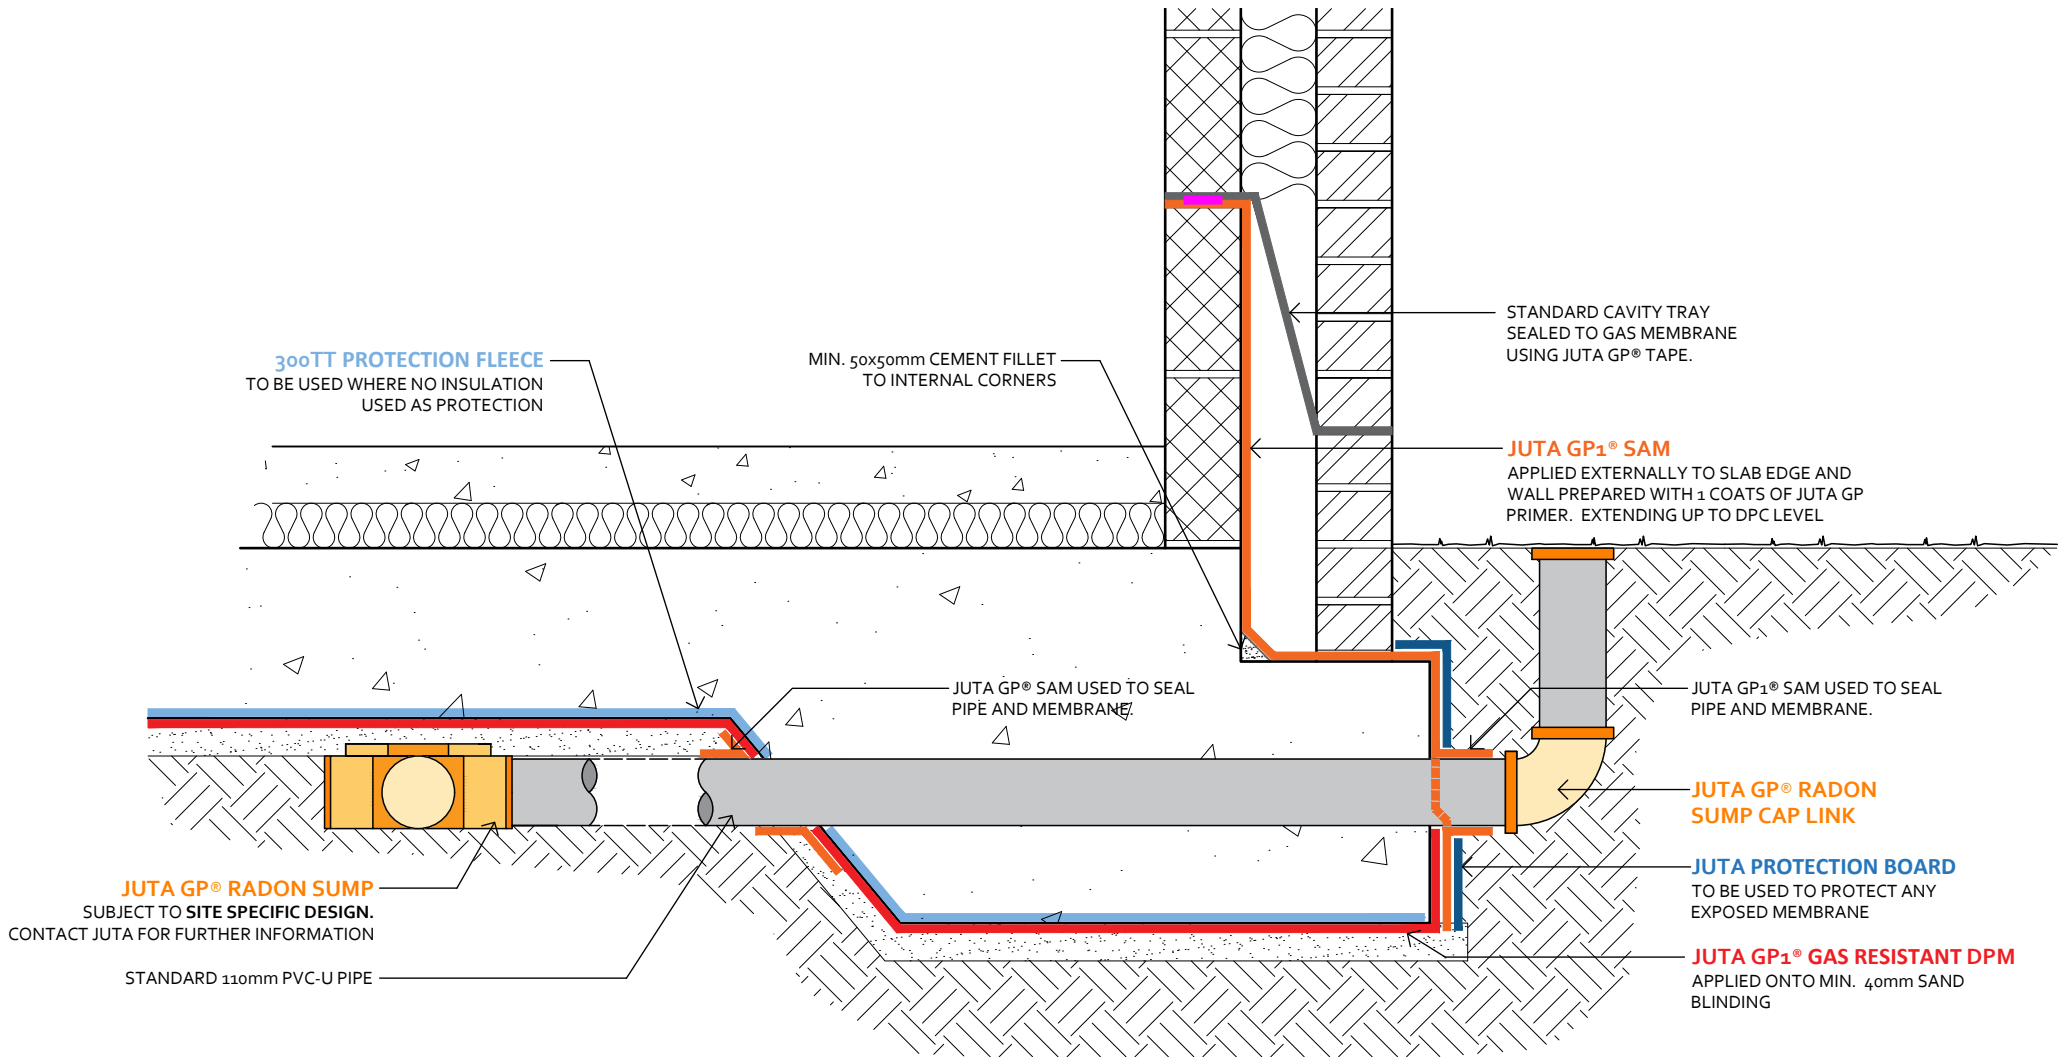 300TT PROTECTION FLEECE
TO BE USED WHERE NO INSULATION
USED AS PROTECTION
MIN. 50x50mm CEMENT FILLET
TO INTERNAL CORNERS
STANDARD CAVITY TRAY
SEALED TO GAS MEMBRANE
USING JUTA GP® TAPE.
JUTA GP1® SAM
APPLIED EXTERNALLY TO SLAB EDGE AND
WALL PREPARED WITH 1 COATS OF JUTA GP
PRIMER. EXTENDING UP TO DPC LEVEL
JUTA GP® SAM USED TO SEAL
PIPE AND MEMBRANE.
JUTA GP1® SAM USED TO SEAL
PIPE AND MEMBRANE.
JUTA GP® RADON
SUMP CAP LINK
JUTA PROTECTION BOARD
TO BE USED TO PROTECT ANY
EXPOSED MEMBRANE
JUTA GP® RADON SUMP
SUBJECT TO SITE SPECIFIC DESIGN.
CONTACT JUTA FOR FURTHER INFORMATION
STANDARD 110mm PVC-U PIPE
JUTA GP1® GAS RESISTANT DPM
APPLIED ONTO MIN. 40mm SAND
BLINDING